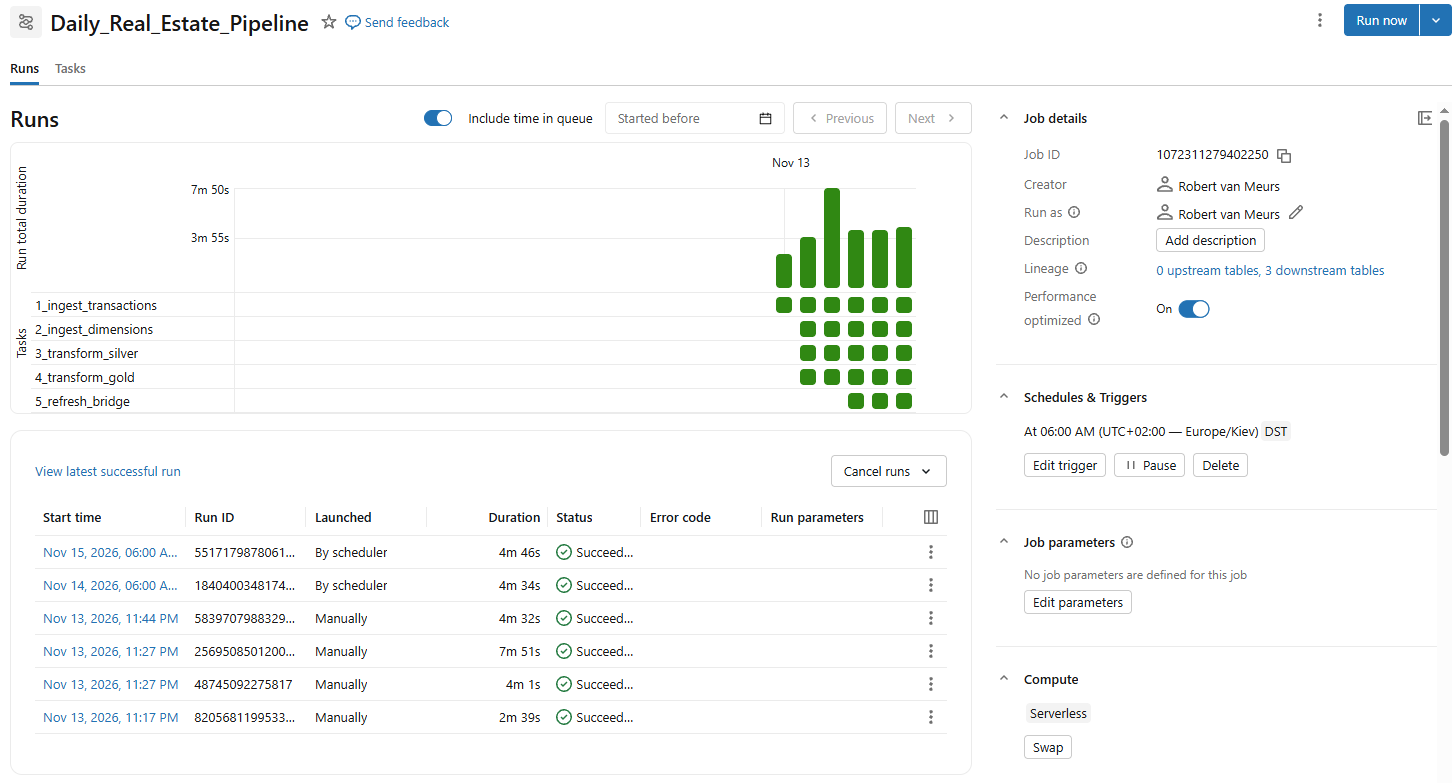 Daily_Real_Estate_Pipeline Send feedback Run now
Runs Tasks
Runs
Include time in queue Started before Previous Next
Nov 13
Run total duration
7m 50s
3m 55s
Tasks
1_ingest_transactions
2_ingest_dimensions
3_transform_silver
4_transform_gold
5_refresh_bridge
View latest successful run Cancel runs
Start time Run ID Launched Duration Status Error code Run parameters
Nov 15, 2026, 06:00 A... 5517179878061... By scheduler 4m 46s Succeed...
Nov 14, 2026, 06:00 A... 1840400348174... By scheduler 4m 34s Succeed...
Nov 13, 2026, 11:44 PM 5839707988329... Manually 4m 32s Succeed...
Nov 13, 2026, 11:27 PM 2569508501200... Manually 7m 51s Succeed...
Nov 13, 2026, 11:27 PM 48745092275817 Manually 4m 1s Succeed...
Nov 13, 2026, 11:17 PM 8205681199533... Manually 2m 39s Succeed...
Job details
Job ID 1072311279402250
Creator Robert van Meurs
Run as Robert van Meurs
Description Add description
Lineage 0 upstream tables, 3 downstream tables
Performance
optimized On
Schedules & Triggers
At 06:00 AM (UTC+02:00 — Europe/Kiev) DST
Edit trigger Pause Delete
Job parameters
No job parameters are defined for this job
Edit parameters
Compute
Serverless
Swap